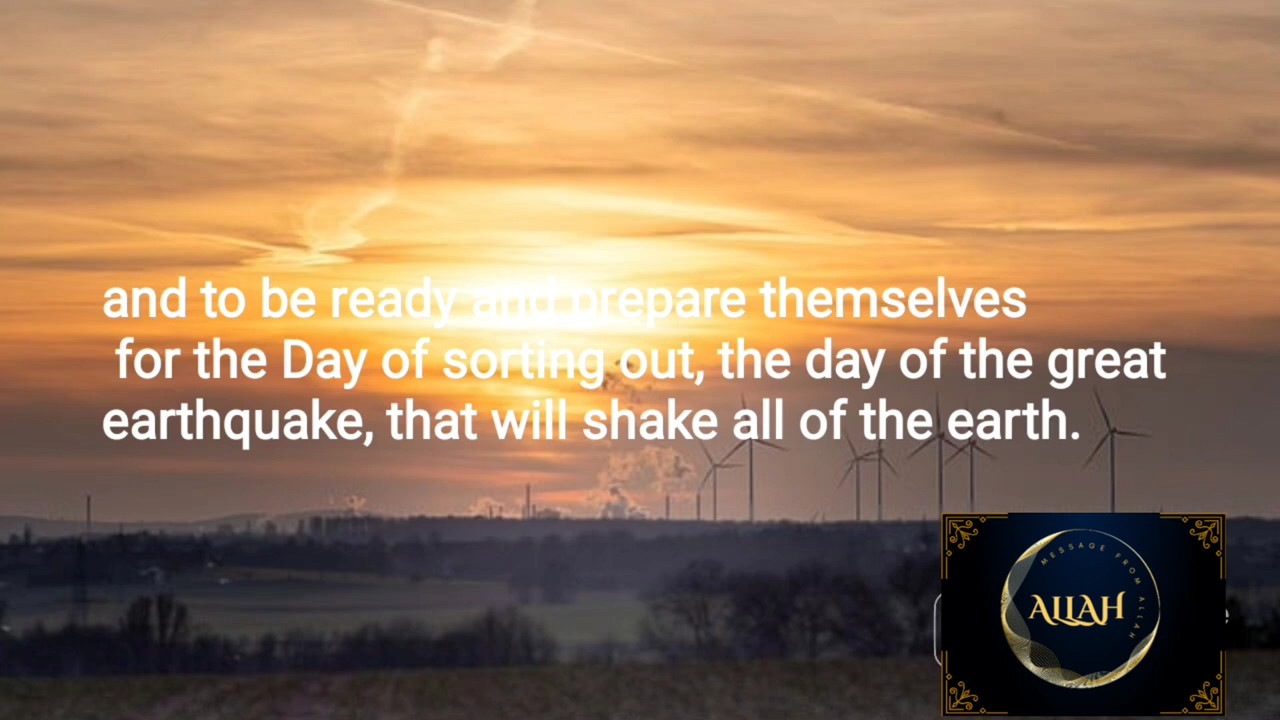 and to be ready and prepare themselves
for the Day of sorting out, the day of the great
earthquake, that will shake all of the earth.
MESSAGE FROM ALLAH
ALLAH